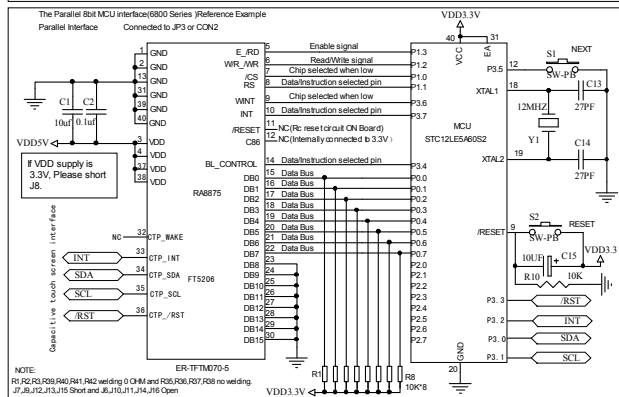 The Parallel 8bit MCU interface(6800 Series )Reference Example
Parallel Interface Connected to JP3 or CON2
VDD3.3V
1 GND
2 GND
13 GND
31 GND
39 GND
40 GND
C1 10uf
C2 0.1uf
VDD5V
3 VDD
4 VDD
37 VDD
38 VDD
If VDD supply is
3.3V, Please short
J8.
RA8875
E_/RD 5 Enable signal P1.3
WR/_WR 6 Read/Write signal P1.2
/CS 7 Chip selected when low P1.0
RS 8 Data/Instruction selected pin P1.1
WINT 9 Chip selected when low P3.6
INT 10 Data/Instruction selected pin P3.7
/RESET 11 NC(Rc reset circuit ON Board)
C86 12 NC(Internally connected to 3.3V)
BL_CONTROL 14 Data/Instruction selected pin P3.4
DB0 15 Data Bus P0.0
DB1 16 Data Bus P0.1
DB2 17 Data Bus P0.2
DB3 18 Data Bus P0.3
DB4 19 Data Bus P0.4
DB5 20 Data Bus P0.5
DB6 21 Data Bus P0.6
DB7 22 Data Bus P0.7
DB8 23 P2.0
DB9 24 P2.1
DB10 25 P2.2
DB11 26 P2.3
DB12 27 P2.4
DB13 28 P2.5
DB14 29 P2.6
DB15 30 P2.7
Capacitive touch screen interface
NC 32 CTP_WAKE
INT 33 CTP_INT
SDA 34 CTP_SDA
SCL 35 CTP_SCL
/RST 36 CTP_/RST
FT5206
ER-TFTM070-5
40 VCC
31 EA
MCU
STC12LE5A60S2
P3.5 12 S1 SW-PB NEXT
XTAL1 18 C13 27PF
12MHZ Y1
XTAL2 19 C14 27PF
/RESET 9 S2 SW-PB RESET
VDD3.3
10UF + C15
R10 10K
P3.3 /RST
P3.2 INT
P3.0 SDA
P3.1 SCL
GND 20
R1 R8
10K*8
VDD3.3V
NOTE:
R1,R2,R3,R39,R40,R41,R42 welding 0 OHM and R35,R36,R37,R38 no welding.
J7,J9,J12,J13,J15 Short and J6,J10,J11,J14,J16 Open